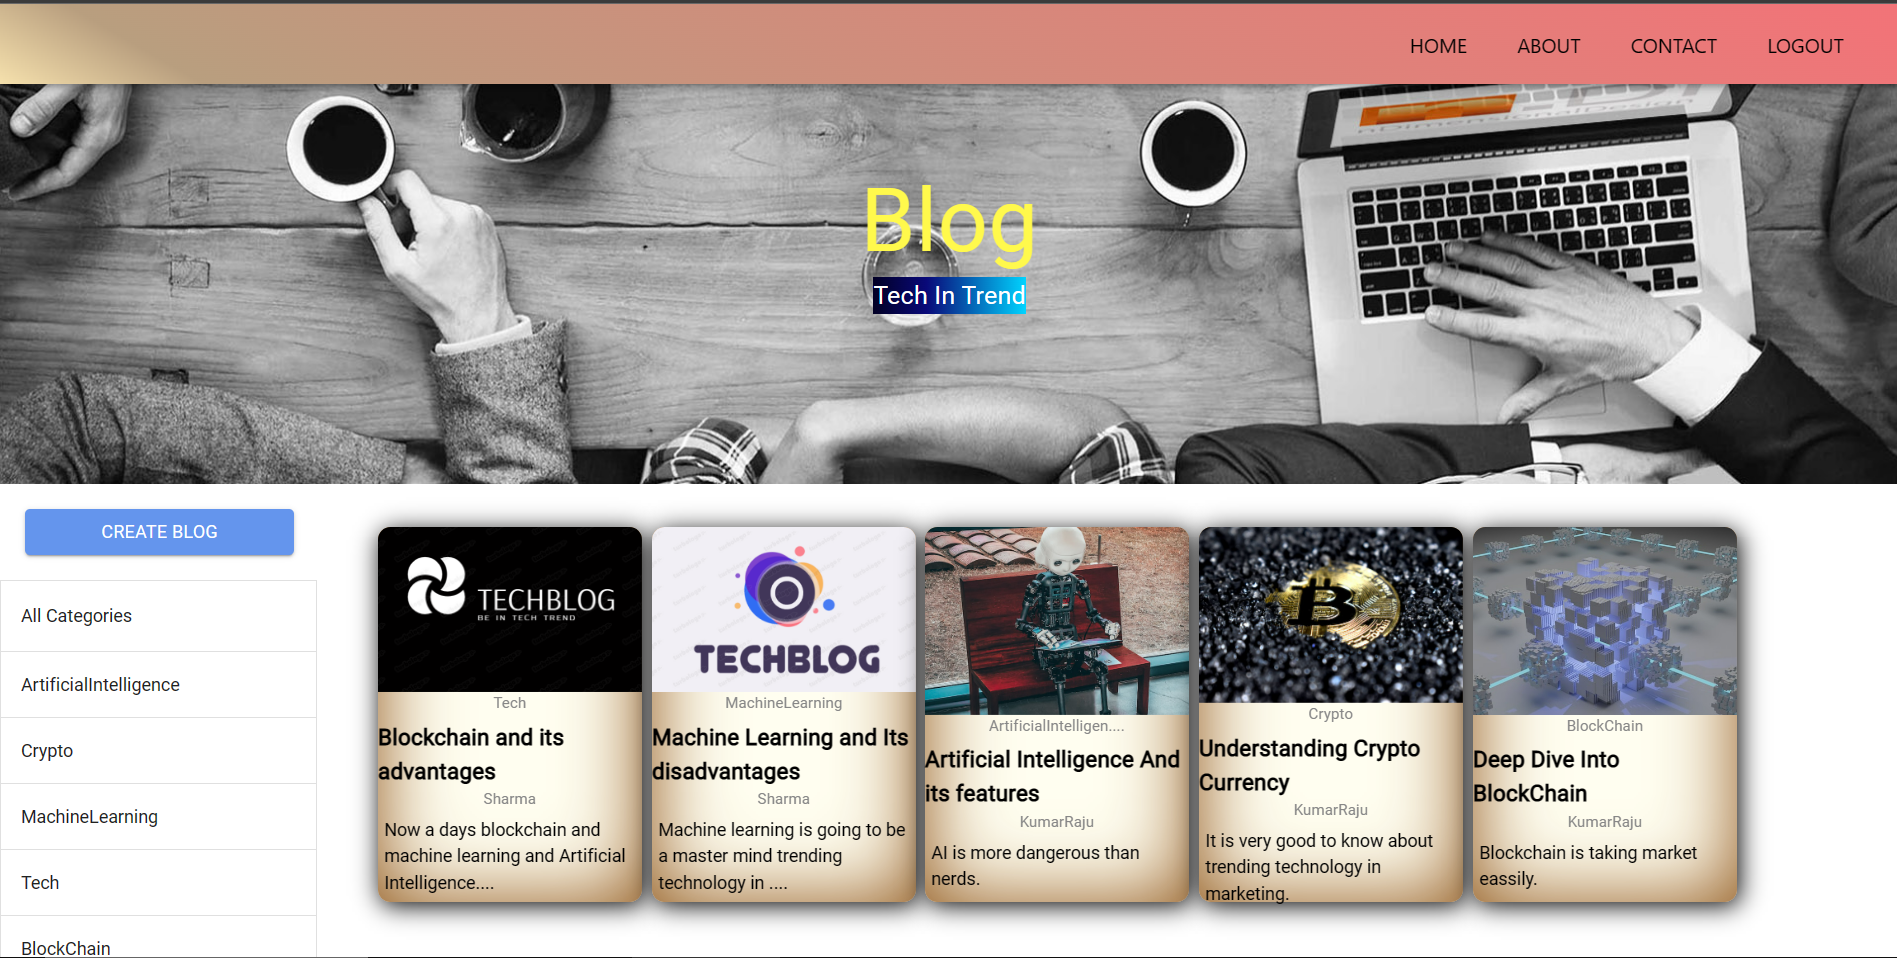 HOME ABOUT CONTACT LOGOUT
Blog
Tech In Trend
CREATE BLOG
All Categories
ArtificialIntelligence
Crypto
MachineLearning
Tech
BlockChain
TECHBLOG
BE IN TECH TREND
Tech
Blockchain and its
advantages
Sharma
Now a days blockchain and
machine learning and Artificial
Intelligence....
TECHBLOG
MachineLearning
Machine Learning and Its
disadvantages
Sharma
Machine learning is going to be
a master mind trending
technology in ....
ArtificialIntelligen....
Artificial Intelligence And
its features
KumarRaju
AI is more dangerous than
nerds.
Crypto
Understanding Crypto
Currency
KumarRaju
It is very good to know about
trending technology in
marketing.
BlockChain
Deep Dive Into
BlockChain
KumarRaju
Blockchain is taking market
eassily.